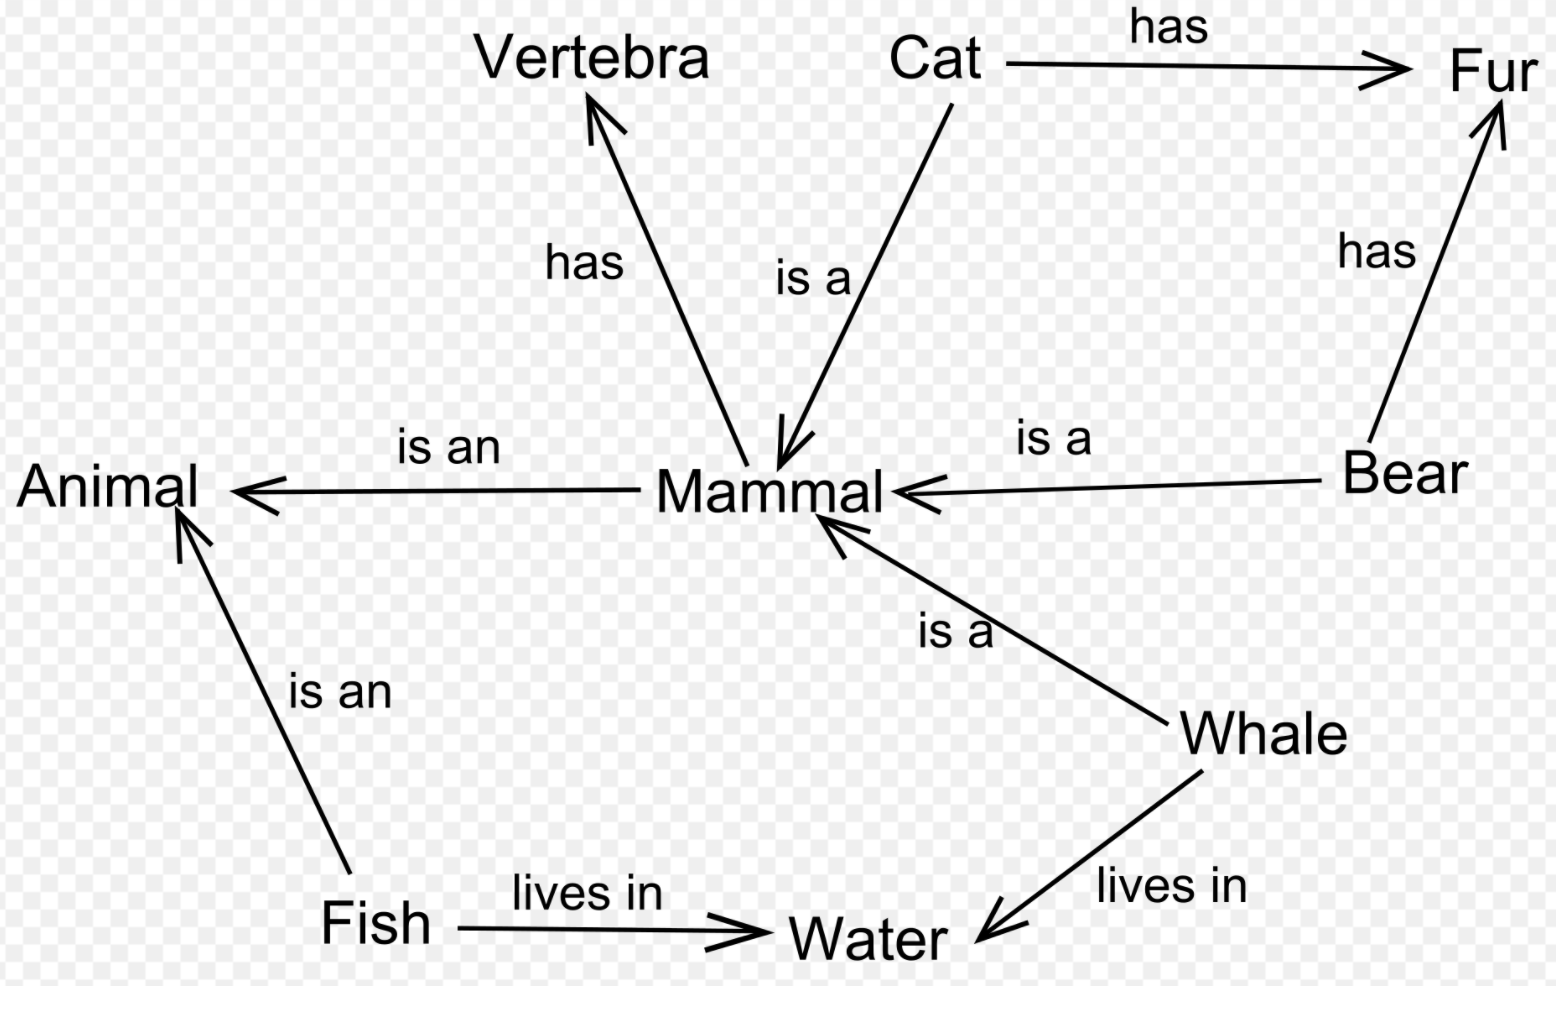 has
Vertebra
Cat
Fur
has
is a
has
is an
is a
Animal
Mammal
Bear
is a
is an
Whale
lives in
lives in
Fish
Water